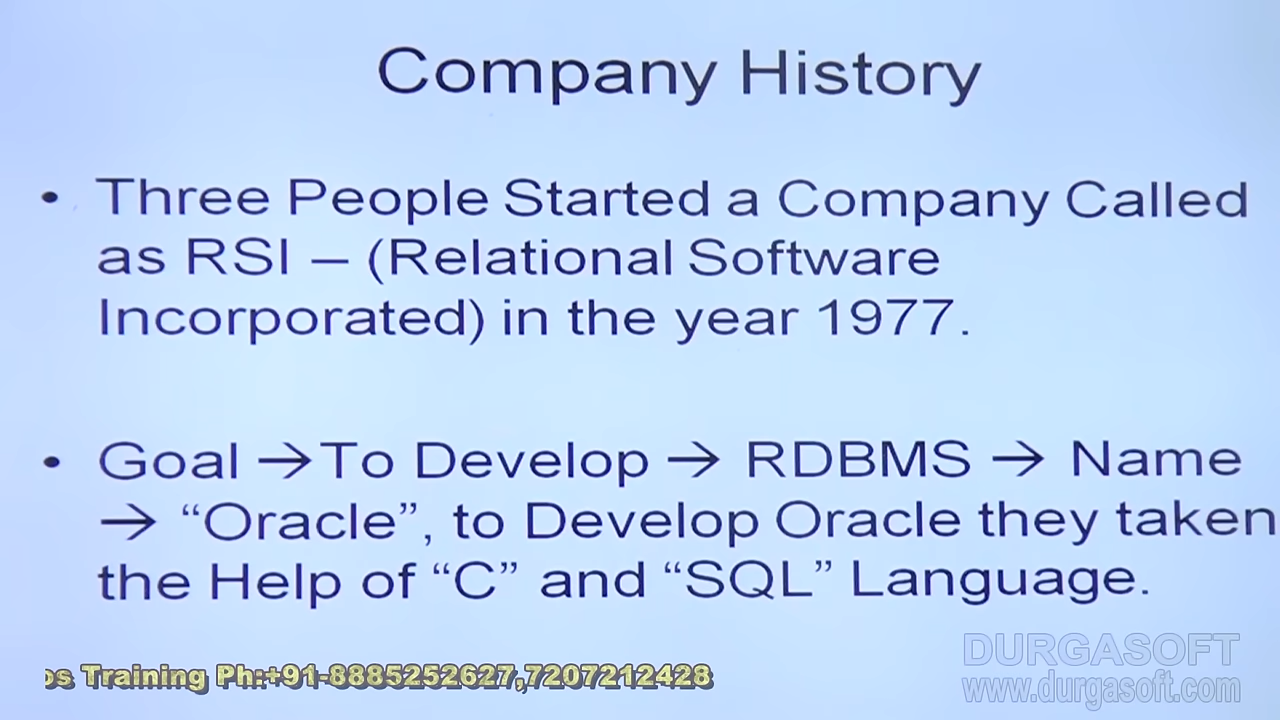 Company History
• Three People Started a Company Called
as RSI – (Relational Software
Incorporated) in the year 1977.
• Goal →To Develop → RDBMS → Name
→ “Oracle”, to Develop Oracle they taken
the Help of “C” and “SQL” Language.
DURGASOFT
os Training Ph:+91-8885252627,7207212428
www.durgasoft.com